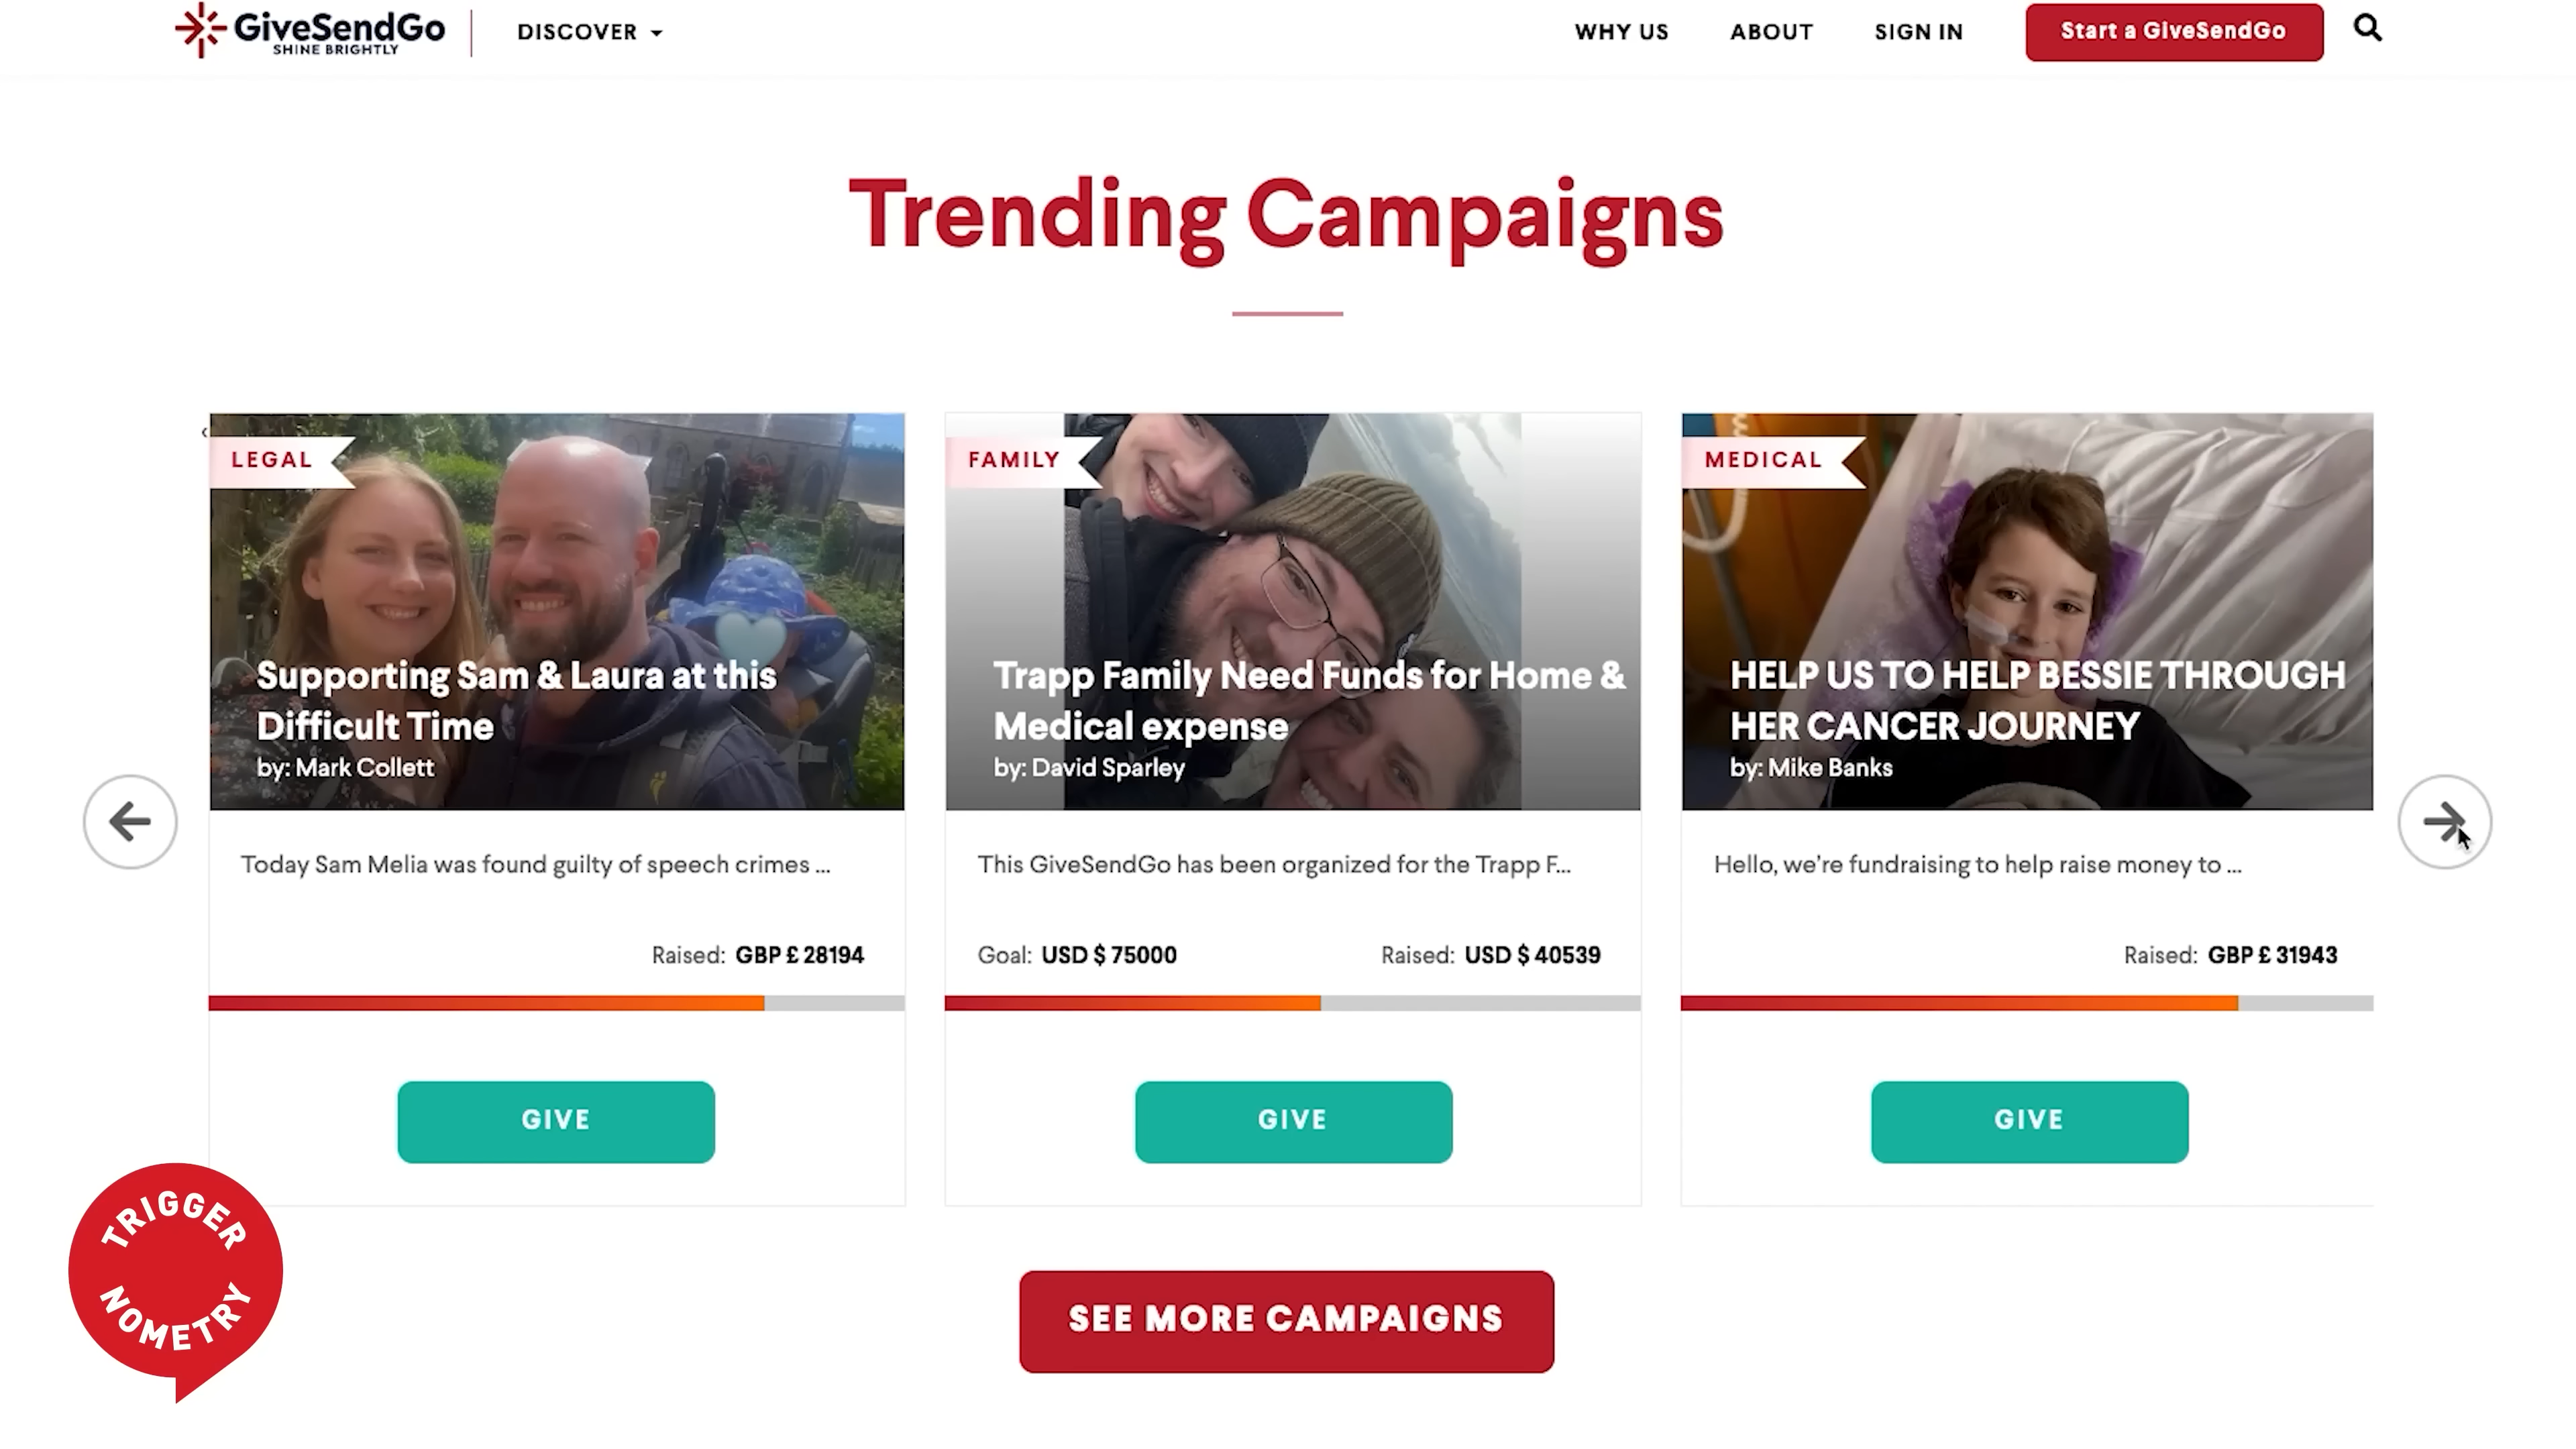 GiveSendGo
SHINE BRIGHTLY
DISCOVER
WHY US
ABOUT
SIGN IN
Start a GiveSendGo
Trending Campaigns
LEGAL
Supporting Sam & Laura at this
Difficult Time
by: Mark Collett
Today Sam Melia was found guilty of speech crimes ...
Raised: GBP £ 28194
GIVE
FAMILY
Trapp Family Need Funds for Home &
Medical expense
by: David Sparley
This GiveSendGo has been organized for the Trapp F...
Goal: USD $ 75000
Raised: USD $ 40539
GIVE
MEDICAL
HELP US TO HELP BESSIE THROUGH
HER CANCER JOURNEY
by: Mike Banks
Hello, we're fundraising to help raise money to ...
Raised: GBP £ 31943
GIVE
SEE MORE CAMPAIGNS
TRIGGER
NOMETRY